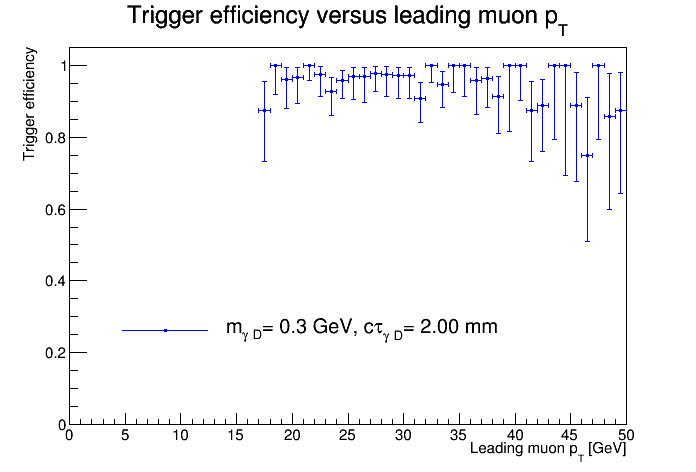 Trigger efficiency versus leading muon p_T
Trigger efficiency
1
0.8
0.6
0.4
0.2
0
m_γ D= 0.3 GeV, cτ_γ D= 2.00 mm
0 5 10 15 20 25 30 35 40 45 50
Leading muon p_T [GeV]